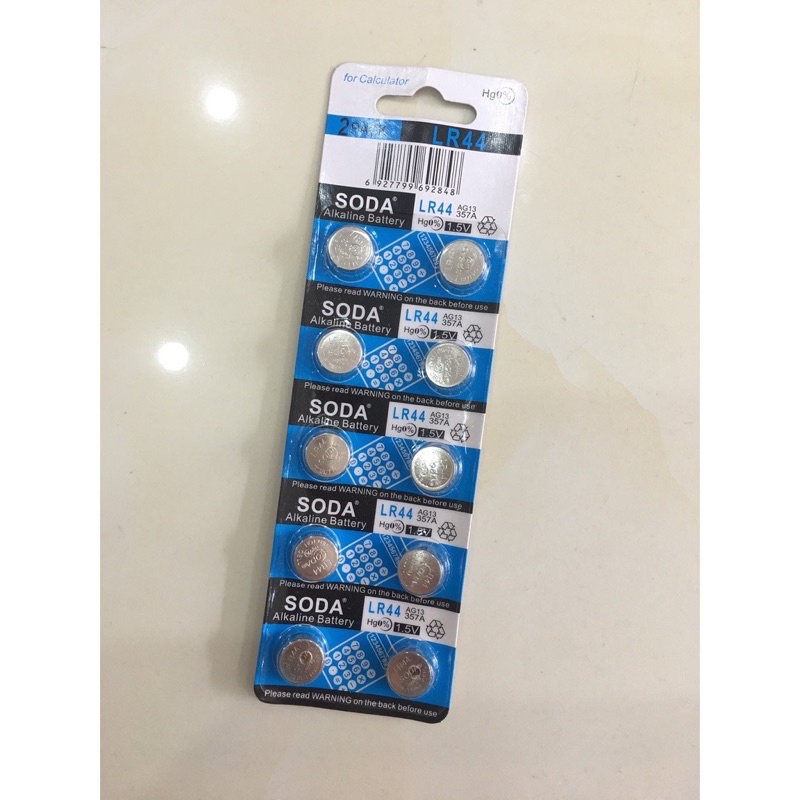 for Calculator
Hg0%
LR44
6 927799 692848
SODA®
Alkaline Battery
LR44 AG13 357A
Hg0% 1.5V
Please read WARNING on the back before use
SODA®
Alkaline Battery
LR44 AG13 357A
Hg0% 1.5V
Please read WARNING on the back before use
SODA®
Alkaline Battery
LR44 AG13 357A
Hg0% 1.5V
Please read WARNING on the back before use
SODA®
Alkaline Battery
LR44 AG13 357A
Hg0% 1.5V
Please read WARNING on the back before use
SODA®
Alkaline Battery
LR44 AG13 357A
Hg0% 1.5V
Please read WARNING on the back before use